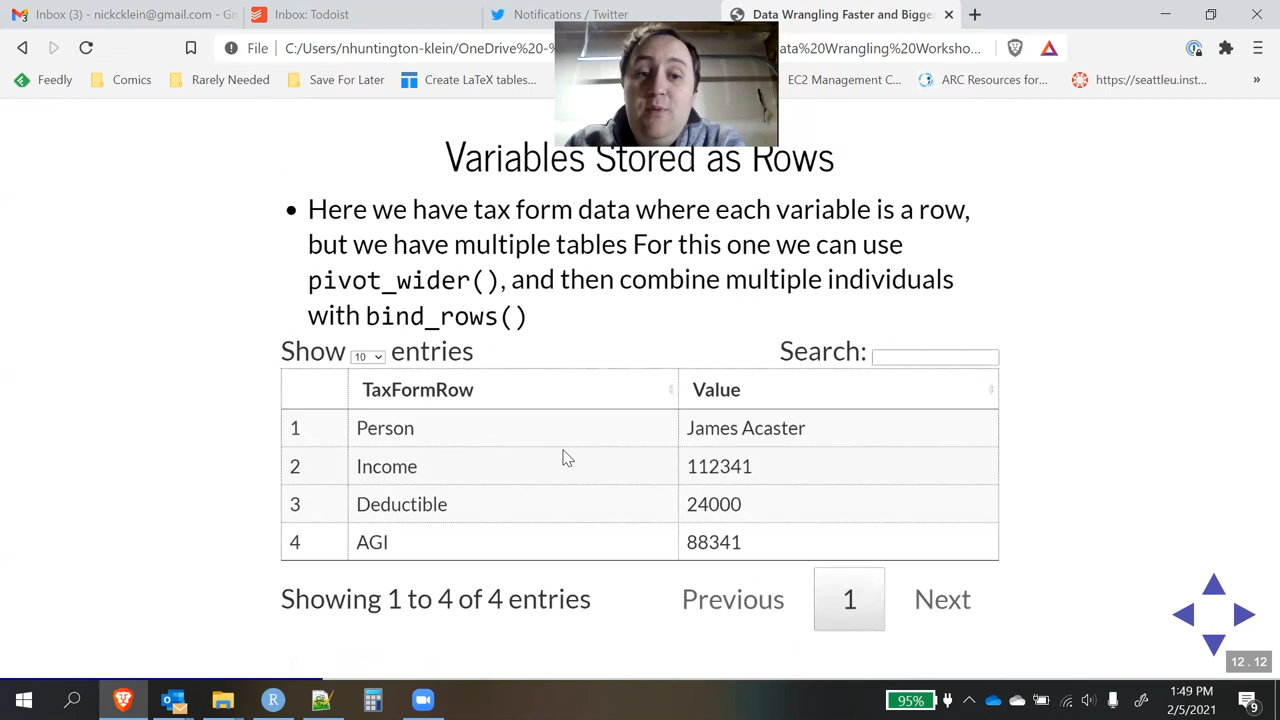 Inbox - nickcklein@gmail.com - Gn
Inbox: Todoist
Notifications / Twitter
Data Wrangling Faster and Bigger
File C:/Users/nhuntington-klein/OneDrive%20-% ata%20Wrangling%20Worksho...
Feedly Comics Rarely Needed Save For Later Create LaTeX tables... EC2 Management C... ARC Resources for... https://seattleu.inst... »
Variables Stored as Rows
• Here we have tax form data where each variable is a row,
but we have multiple tables For this one we can use
pivot_wider(), and then combine multiple individuals
with bind_rows()
Show 10 entries Search:
TaxFormRow Value
1 Person James Acaster
2 Income 112341
3 Deductible 24000
4 AGI 88341
Showing 1 to 4 of 4 entries Previous 1 Next
12 . 12
95% 1:49 PM
2/5/2021